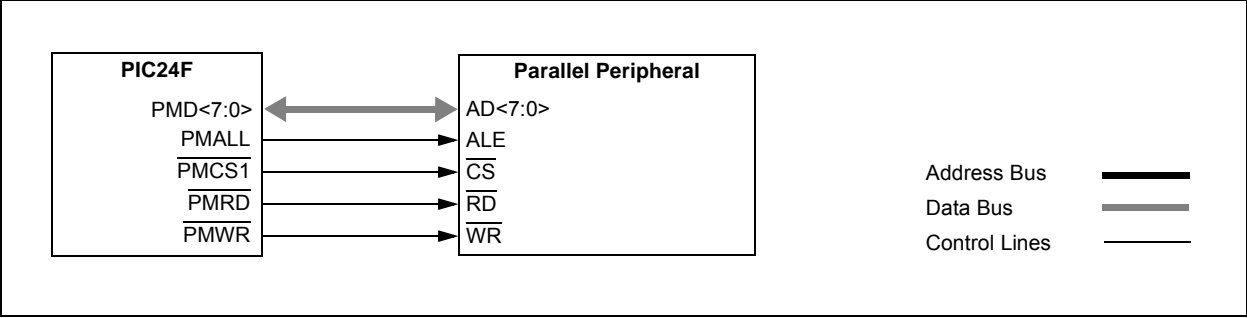 PIC24F
PMD<7:0>
PMALL
PMCS1
PMRD
PMWR
Parallel Peripheral
AD<7:0>
ALE
CS
RD
WR
Address Bus
Data Bus
Control Lines